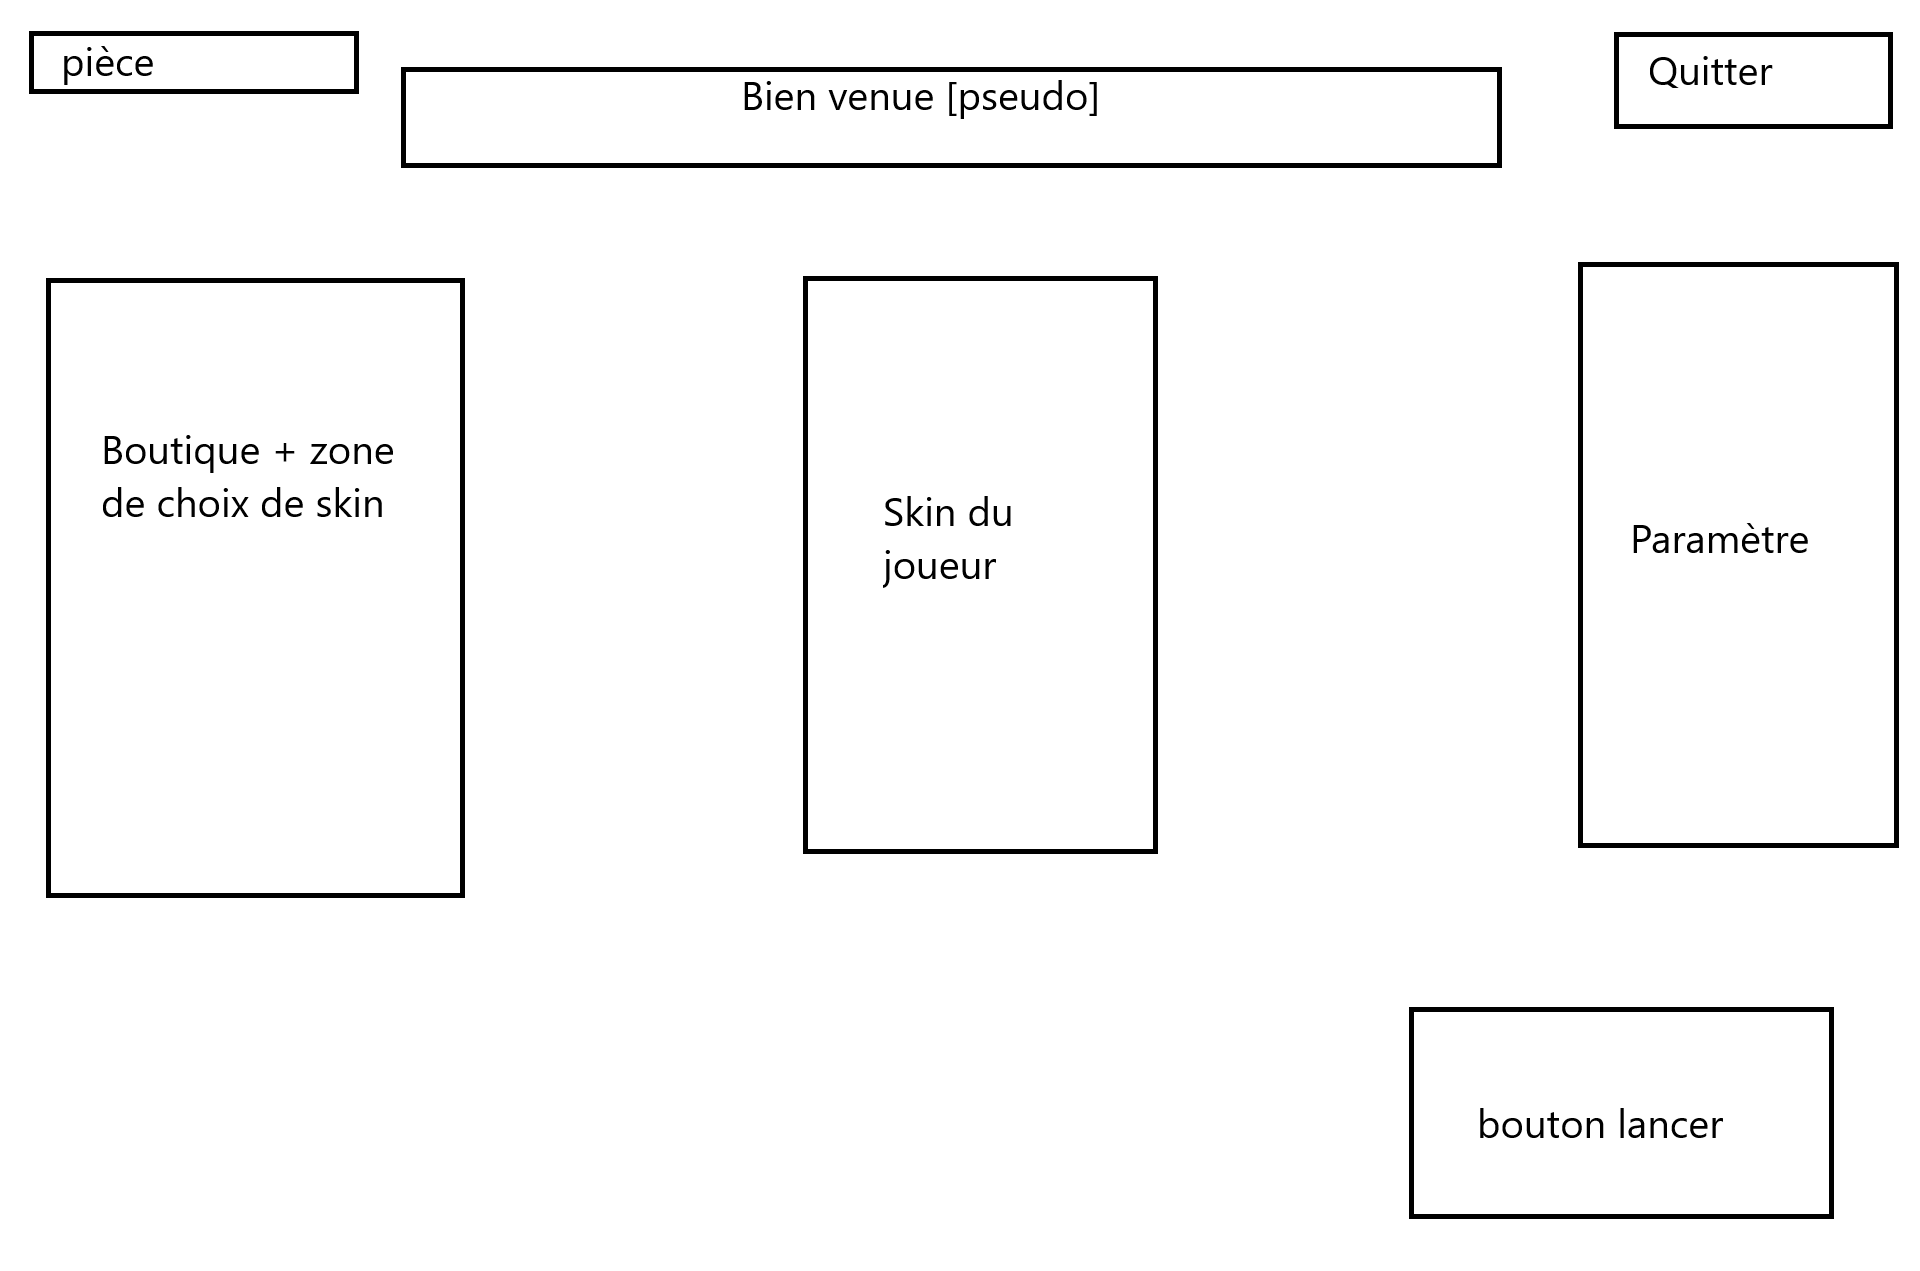 pièce
Bien venue [pseudo]
Quitter
Boutique + zone
de choix de skin
Skin du
joueur
Paramètre
bouton lancer